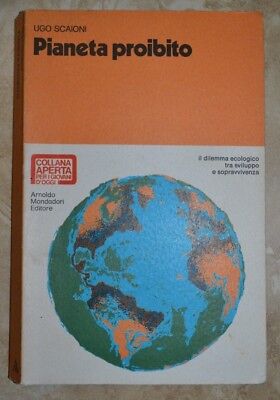 UGO SCAIONI
Pianeta proibito
il dilemma ecologico
tra sviluppo
e sopravvivenza
COLLANA
APERTA
PER I GIOVANI
D'OGGI
Arnoldo
Mondadori
Editore